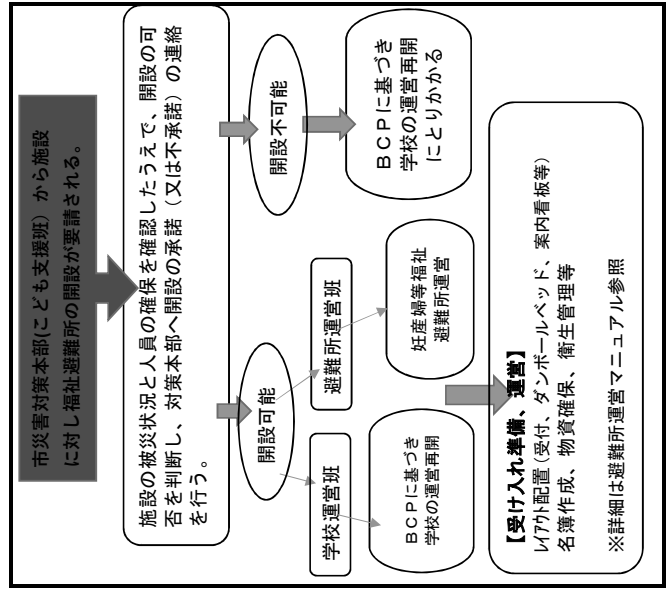 市災害対策本部(こども支援班）から施設
に対し福祉避難所の開設が要請される。
施設の被災状況と人員の確保を確認したうえで、開設の可
否を判断し、対策本部へ開設の承諾（又は不承諾）の連絡
を行う。
開設可能
開設不可能
学校運営班
避難所運営班
ＢＣＰに基づき
学校の運営再開
妊産婦等福祉
避難所運営
ＢＣＰに基づき
学校の運営再開
にとりかかる
【受け入れ準備、運営】
ﾚｲｱｳﾄ配置（受付、ダンボールベッド、案内看板等）
名簿作成、物資確保、衛生管理等
※詳細は避難所運営マニュアル参照